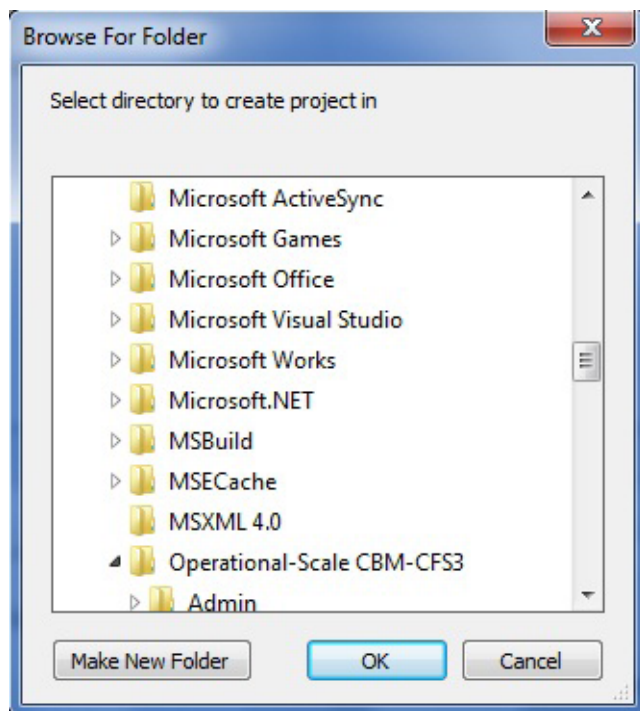 Browse For Folder
Select directory to create project in
Microsoft ActiveSync
Microsoft Games
Microsoft Office
Microsoft Visual Studio
Microsoft Works
Microsoft.NET
MSBuild
MSECache
MSXML 4.0
Operational-Scale CBM-CFS3
Admin
Make New Folder
OK
Cancel